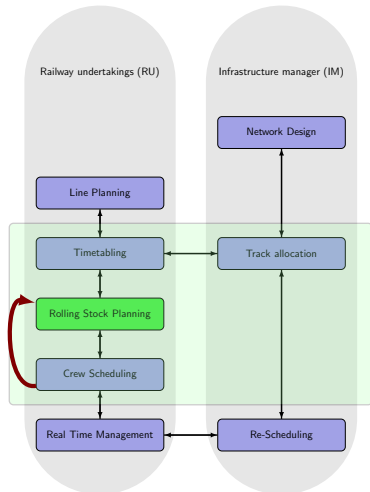 Railway undertakings (RU)
Infrastructure manager (IM)
Network Design
Line Planning
Timetabling
Track allocation
Rolling Stock Planning
Crew Scheduling
Real Time Management
Re-Scheduling